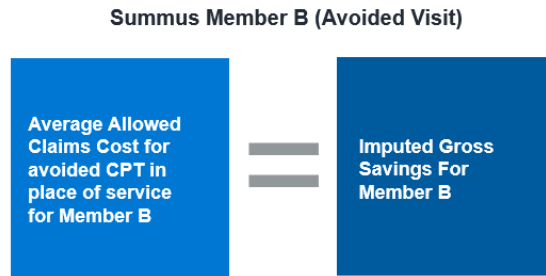 Summus Member B (Avoided Visit)
Average Allowed
Claims Cost for
avoided CPT in
place of service
for Member B
Imputed Gross
Savings For
Member B